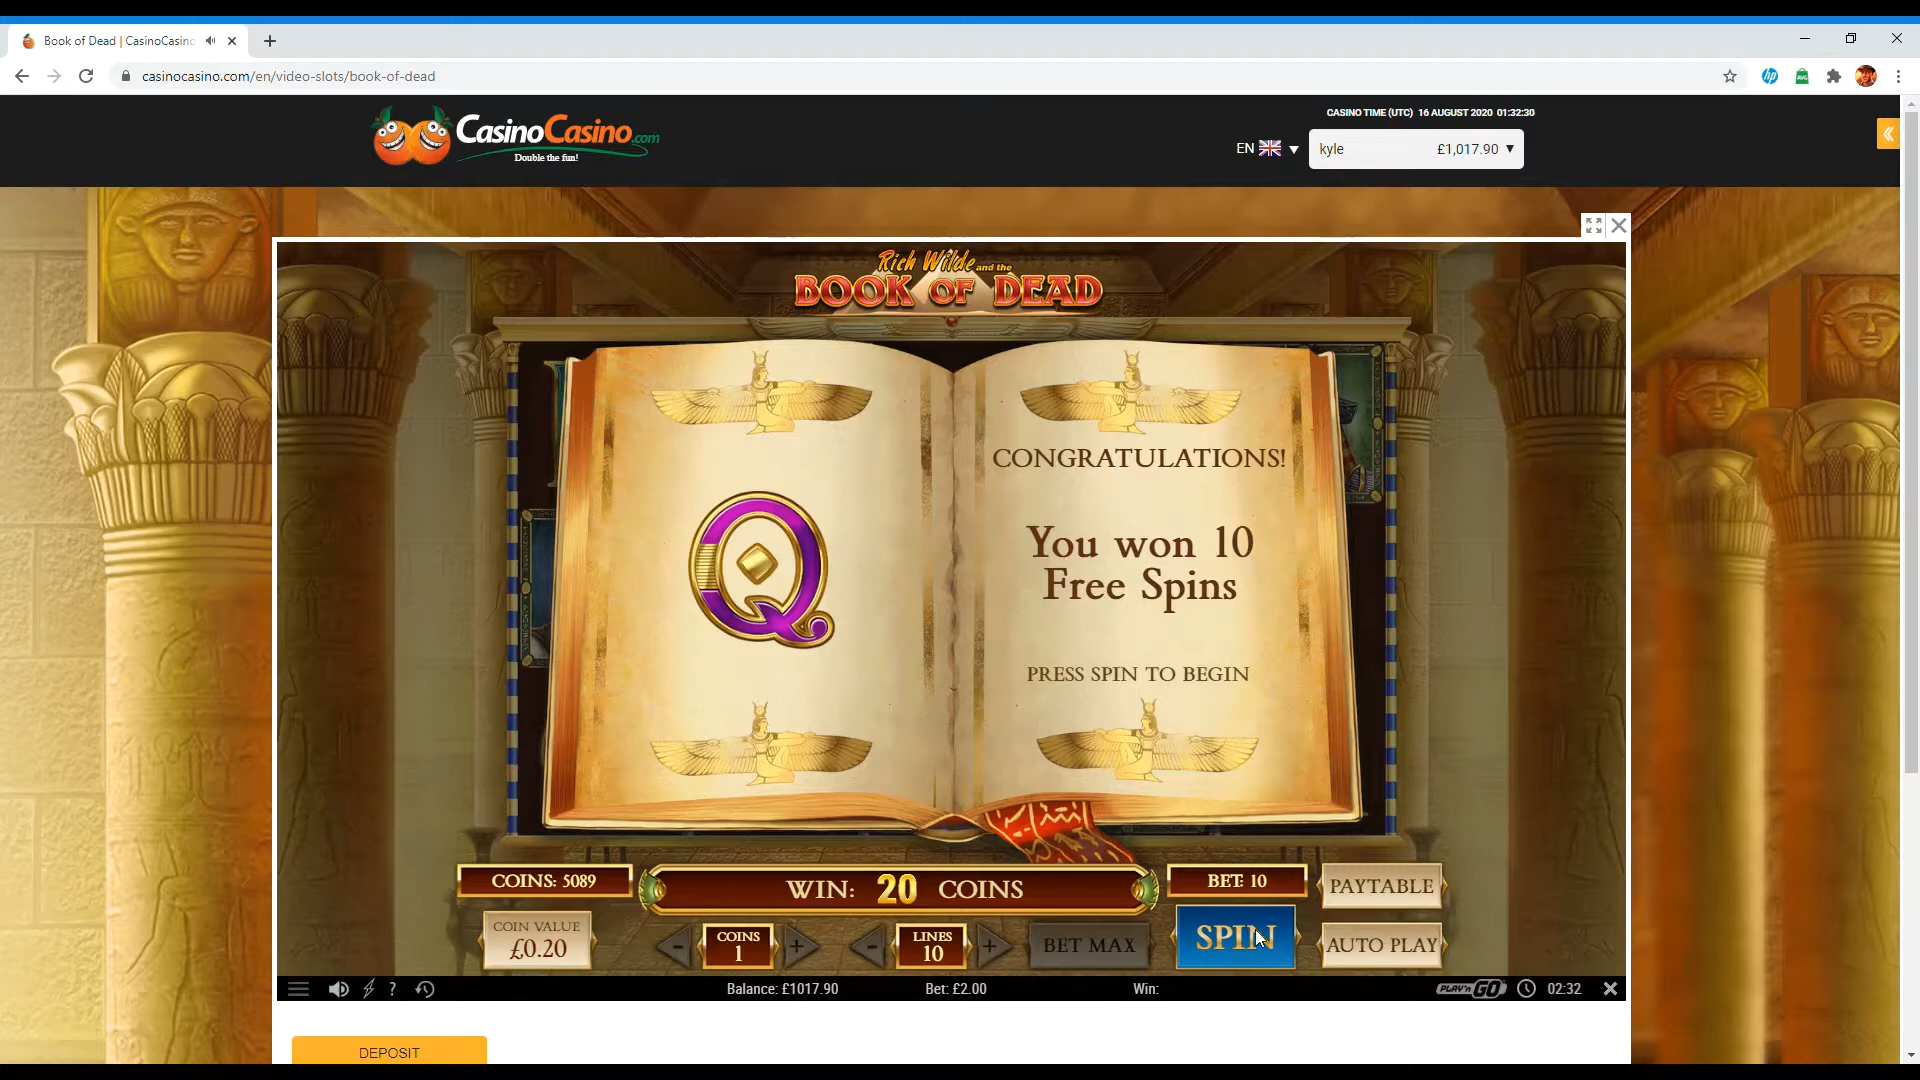 Book of Dead | CasinoCasino
casinocasino.com/en/video-slots/book-of-dead
hp
AVG
CASINO TIME (UTC) 16 AUGUST 2020 01:32:30
CasinoCasino.com
Double the fun!
EN
kyle £1,017.90
Rich Wilde and the
BOOK OF DEAD
CONGRATULATIONS!
Q
You won 10
Free Spins
PRESS SPIN TO BEGIN
COINS: 5089
WIN: 20 COINS
BET: 10
PAYTABLE
COIN VALUE
£0.20
- COINS +
1
- LINES +
10
BET MAX
SPIN
AUTO PLAY
?
Balance: £1017.90
Bet: £2.00
Win:
PLAY'n GO
02:32
DEPOSIT